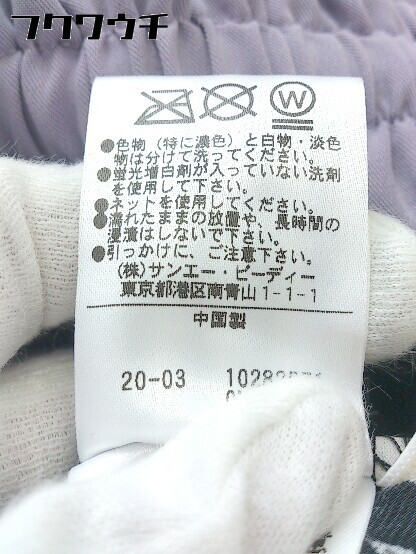 フクワウチ
W
●色物（特に濃色）と白物・淡色
物は分けて洗ってください。
●蛍光増白剤が入っていない洗剤
を使用して下さい。
●ネットを使用してください。
●濡れたままの放置や、長時間の
浸漬はしないで下さい。
●引っかけに、ご注意下さい。
（株）サンエー・ビーディー
東京都港区南青山1-1-1
中国製
20-03